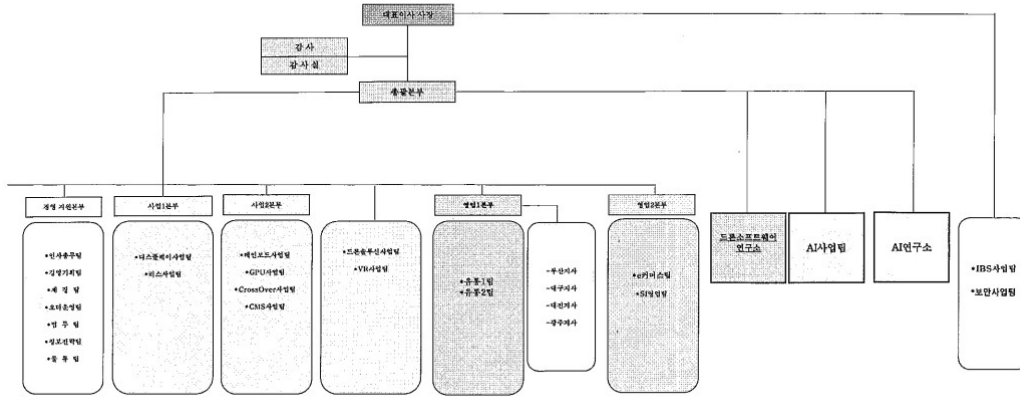 대표이사 사장
감 사
감 사 실
총괄본부
경영 지원본부
사업1본부
사업2본부
영업1본부
영업2본부
•인사총무팀
•경영기획팀
•재 경 팀
•법 무 팀
•정보전략팀
•물 류 팀
•디스플레이사업팀
•리스사업팀
•메인보드사업팀
•GPU사업팀
•CrossOver사업팀
•CMS사업팀
•드론솔루션사업팀
•VR사업팀
•유통1팀
•유통2팀
-부산지사
-대구지사
-대전지사
-광주지사
•e커머스팀
•SI영업팀
드론소프트웨어
연구소
AI사업팀
AI연구소
•IBS사업팀
•보안사업팀